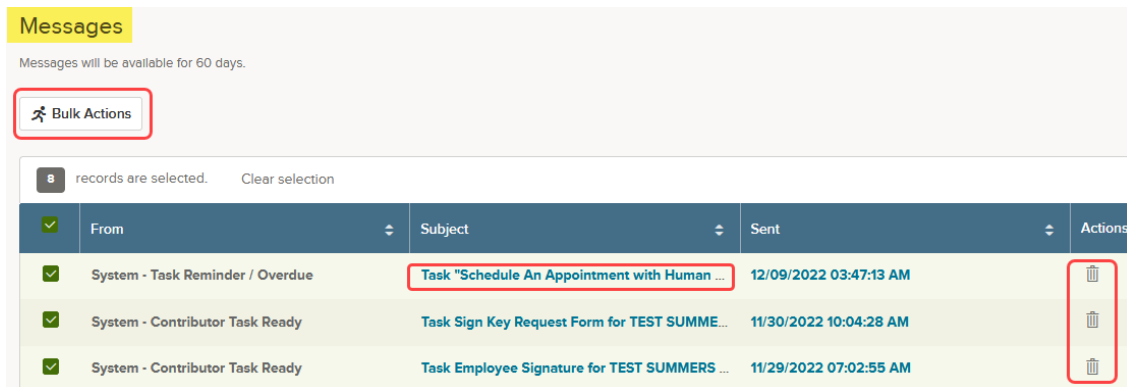 Messages
Messages will be available for 60 days.
Bulk Actions
8 records are selected. Clear selection
From Subject Sent Actions
System - Task Reminder / Overdue Task "Schedule An Appointment with Human ... 12/09/2022 03:47:13 AM
System - Contributor Task Ready Task Sign Key Request Form for TEST SUMME... 11/30/2022 10:04:28 AM
System - Contributor Task Ready Task Employee Signature for TEST SUMMERS ... 11/29/2022 07:02:55 AM